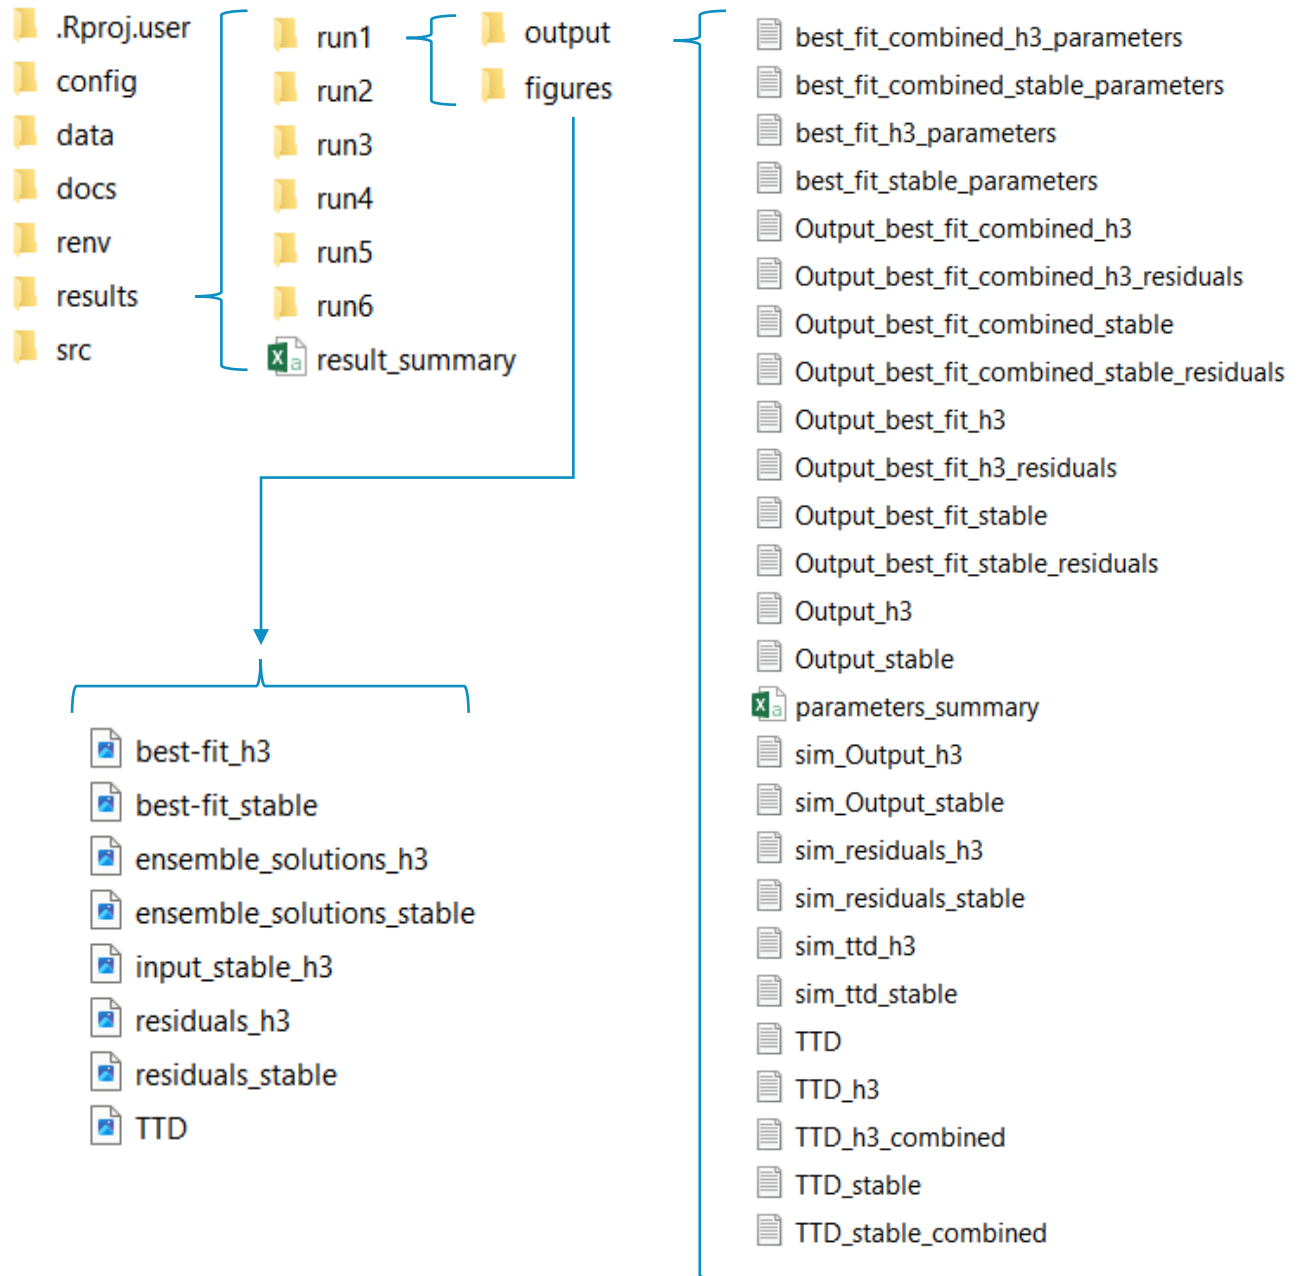 .Rproj.user
config
data
docs
renv
results
src
run1
run2
run3
run4
run5
run6
result_summary
output
figures
best_fit_combined_h3_parameters
best_fit_combined_stable_parameters
best_fit_h3_parameters
best_fit_stable_parameters
Output_best_fit_combined_h3
Output_best_fit_combined_h3_residuals
Output_best_fit_combined_stable
Output_best_fit_combined_stable_residuals
Output_best_fit_h3
Output_best_fit_h3_residuals
Output_best_fit_stable
Output_best_fit_stable_residuals
Output_h3
Output_stable
parameters_summary
sim_Output_h3
sim_Output_stable
sim_residuals_h3
sim_residuals_stable
sim_ttd_h3
sim_ttd_stable
TTD
TTD_h3
TTD_h3_combined
TTD_stable
TTD_stable_combined
best-fit_h3
best-fit_stable
ensemble_solutions_h3
ensemble_solutions_stable
input_stable_h3
residuals_h3
residuals_stable
TTD